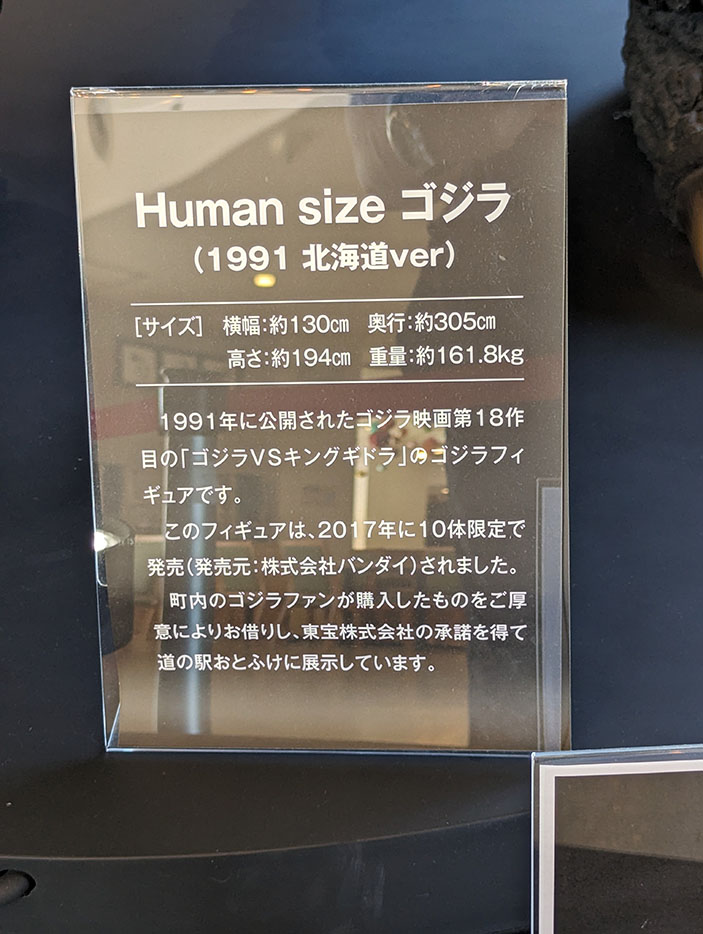 Human size ゴジラ
（1991 北海道ver）
［サイズ］ 横幅：約130㎝ 奥行：約305㎝
高さ：約194㎝ 重量：約161.8kg
1991年に公開されたゴジラ映画第18作
目の「ゴジラVSキングギドラ」のゴジラフィ
ギュアです。
このフィギュアは、2017年に10体限定で
発売（発売元：株式会社バンダイ）されました。
町内のゴジラファンが購入したものをご厚
意によりお借りし、東宝株式会社の承諾を得て
道の駅おとふけに展示しています。